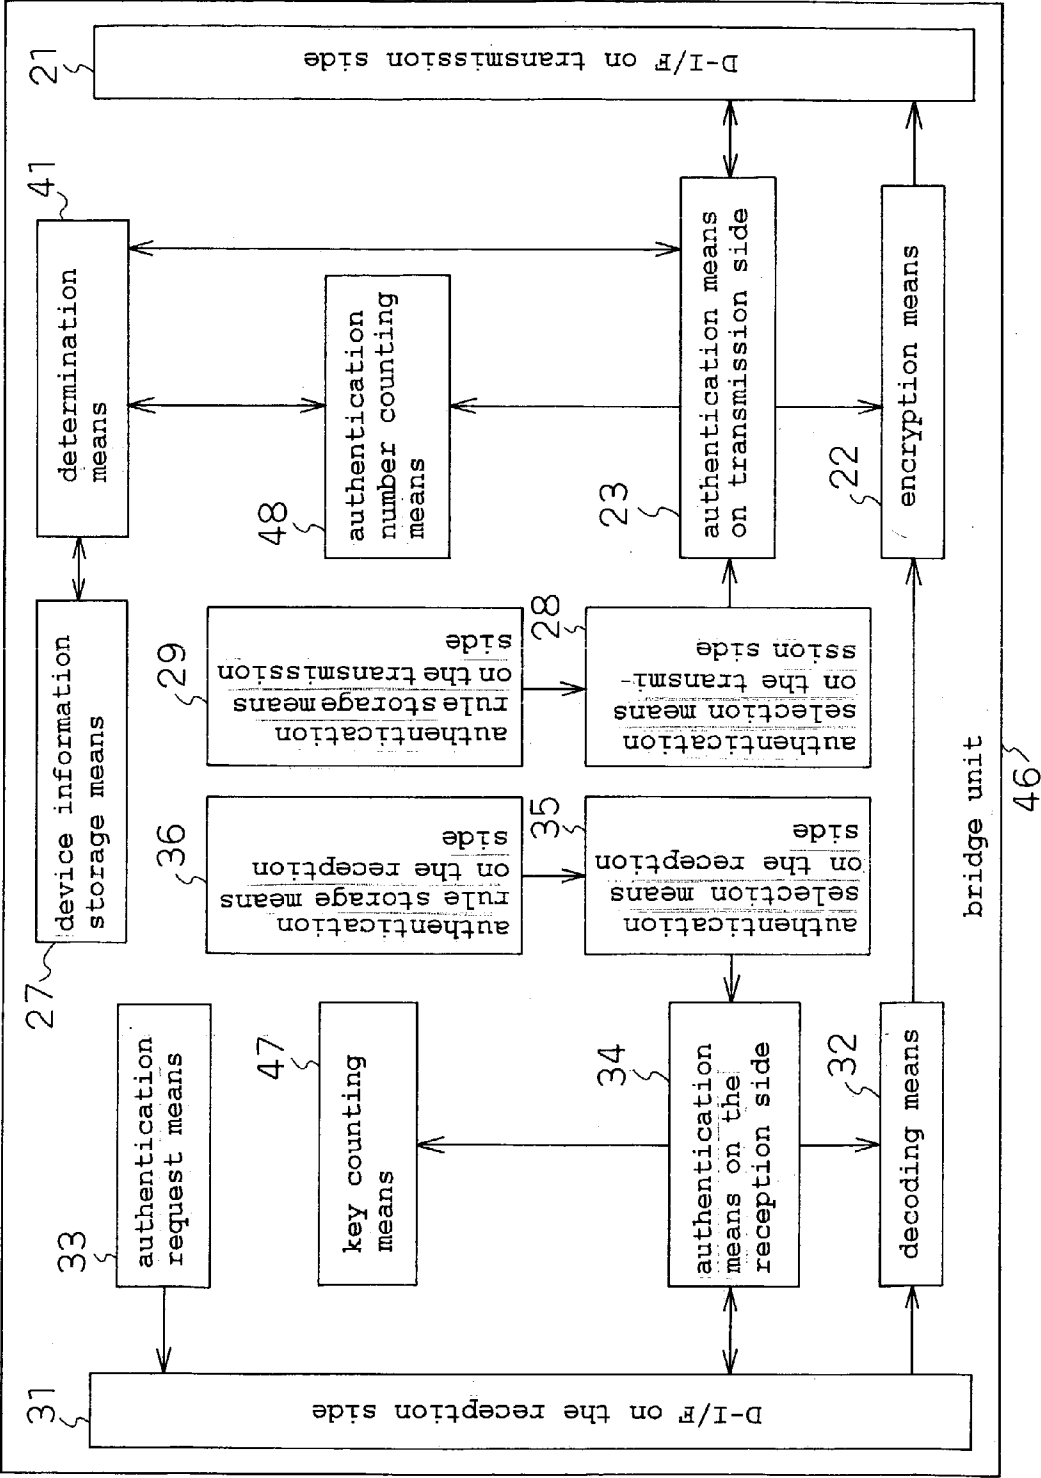 31
D-I/F on the reception side
33
authentication
request means
47
key counting
means
34
authentication
means on the
reception side
32
decoding means
27
device information
storage means
36
authentication
rule storage means
on the reception
side
35
authentication
selection means
on the reception
side
29
authentication
rule storage means
on the transmission
side
28
authentication
selection means
on the transmi-
ssion side
41
determination
means
48
authentication
number counting
means
23
authentication means
on transmission side
22
encryption means
21
D-I/F on transmission side
bridge unit
46